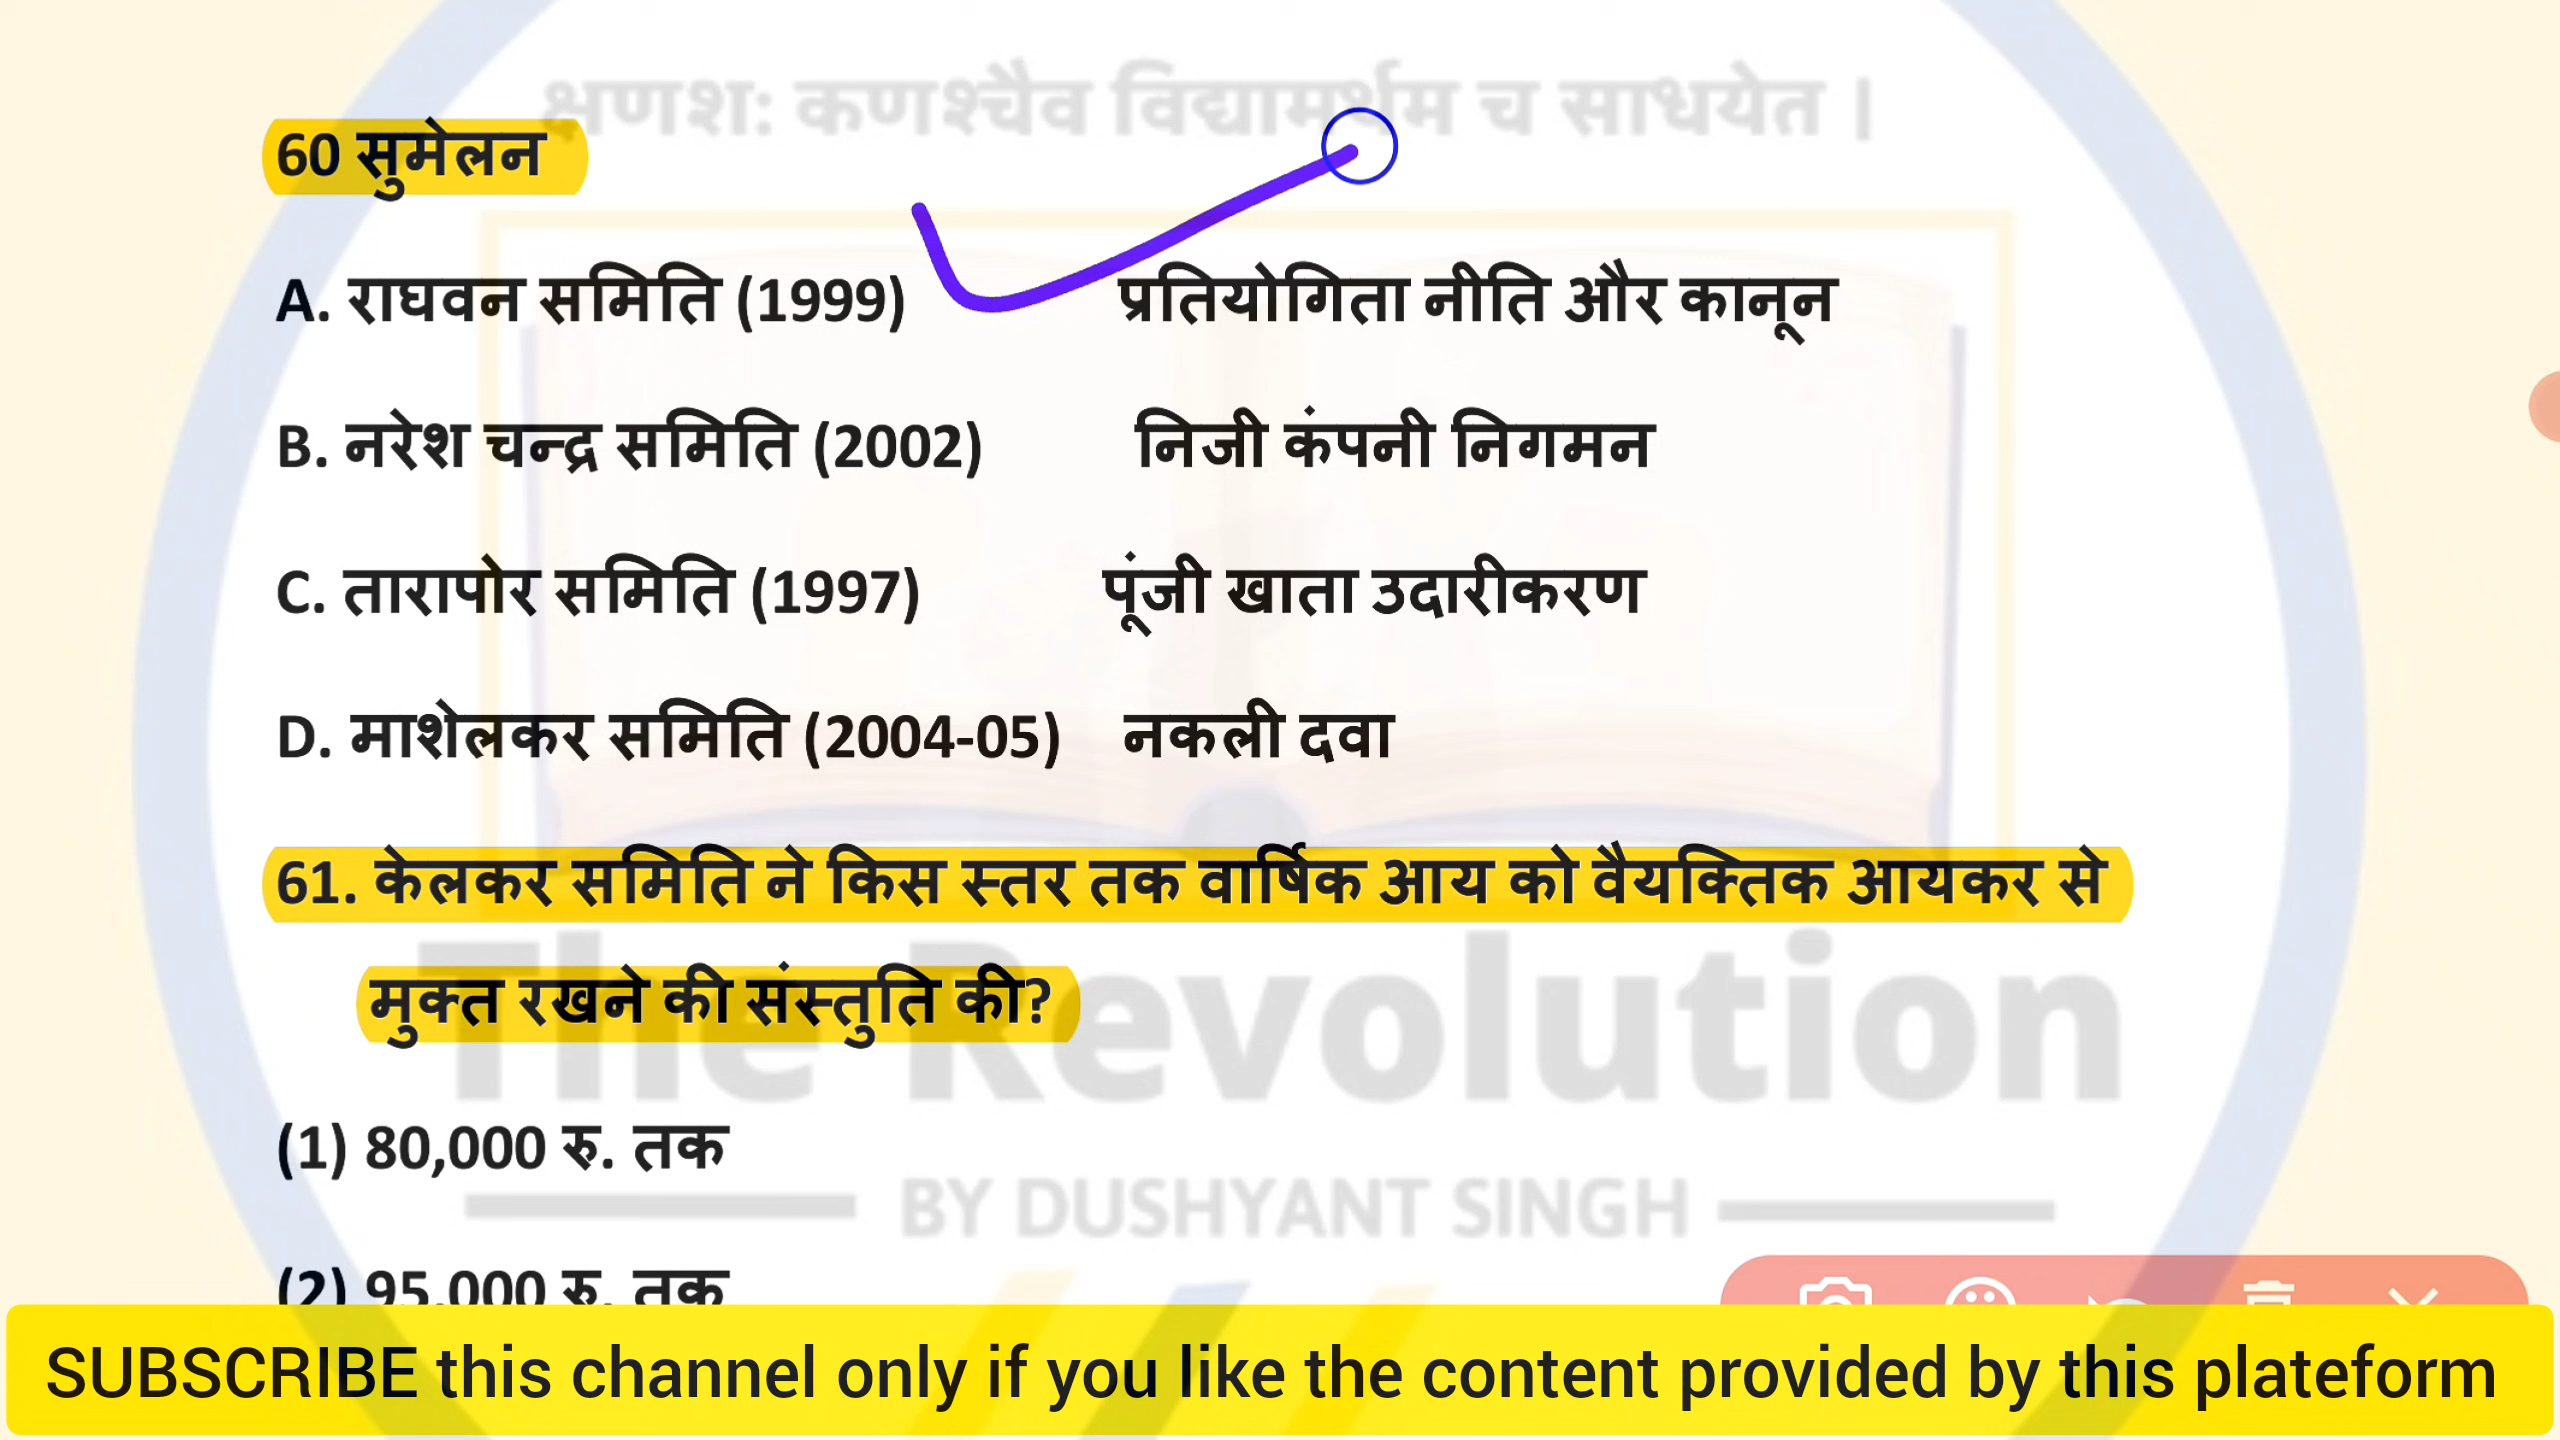 क्षणश: कणश्चैव विद्यामर्थम च साधयेत।
60 सुमेलन
A. राघवन समिति (1999) प्रतियोगिता नीति और कानून
B. नरेश चन्द्र समिति (2002) निजी कंपनी निगमन
C. तारापोर समिति (1997) पूंजी खाता उदारीकरण
D. माशेलकर समिति (2004-05) नकली दवा
61. केलकर समिति ने किस स्तर तक वार्षिक आय को वैयक्तिक आयकर से
मुक्त रखने की संस्तुति की?
The Revolution
(1) 80,000 रु. तक
BY DUSHYANT SINGH
(2) 95,000 रु. तक
SUBSCRIBE this channel only if you like the content provided by this plateform